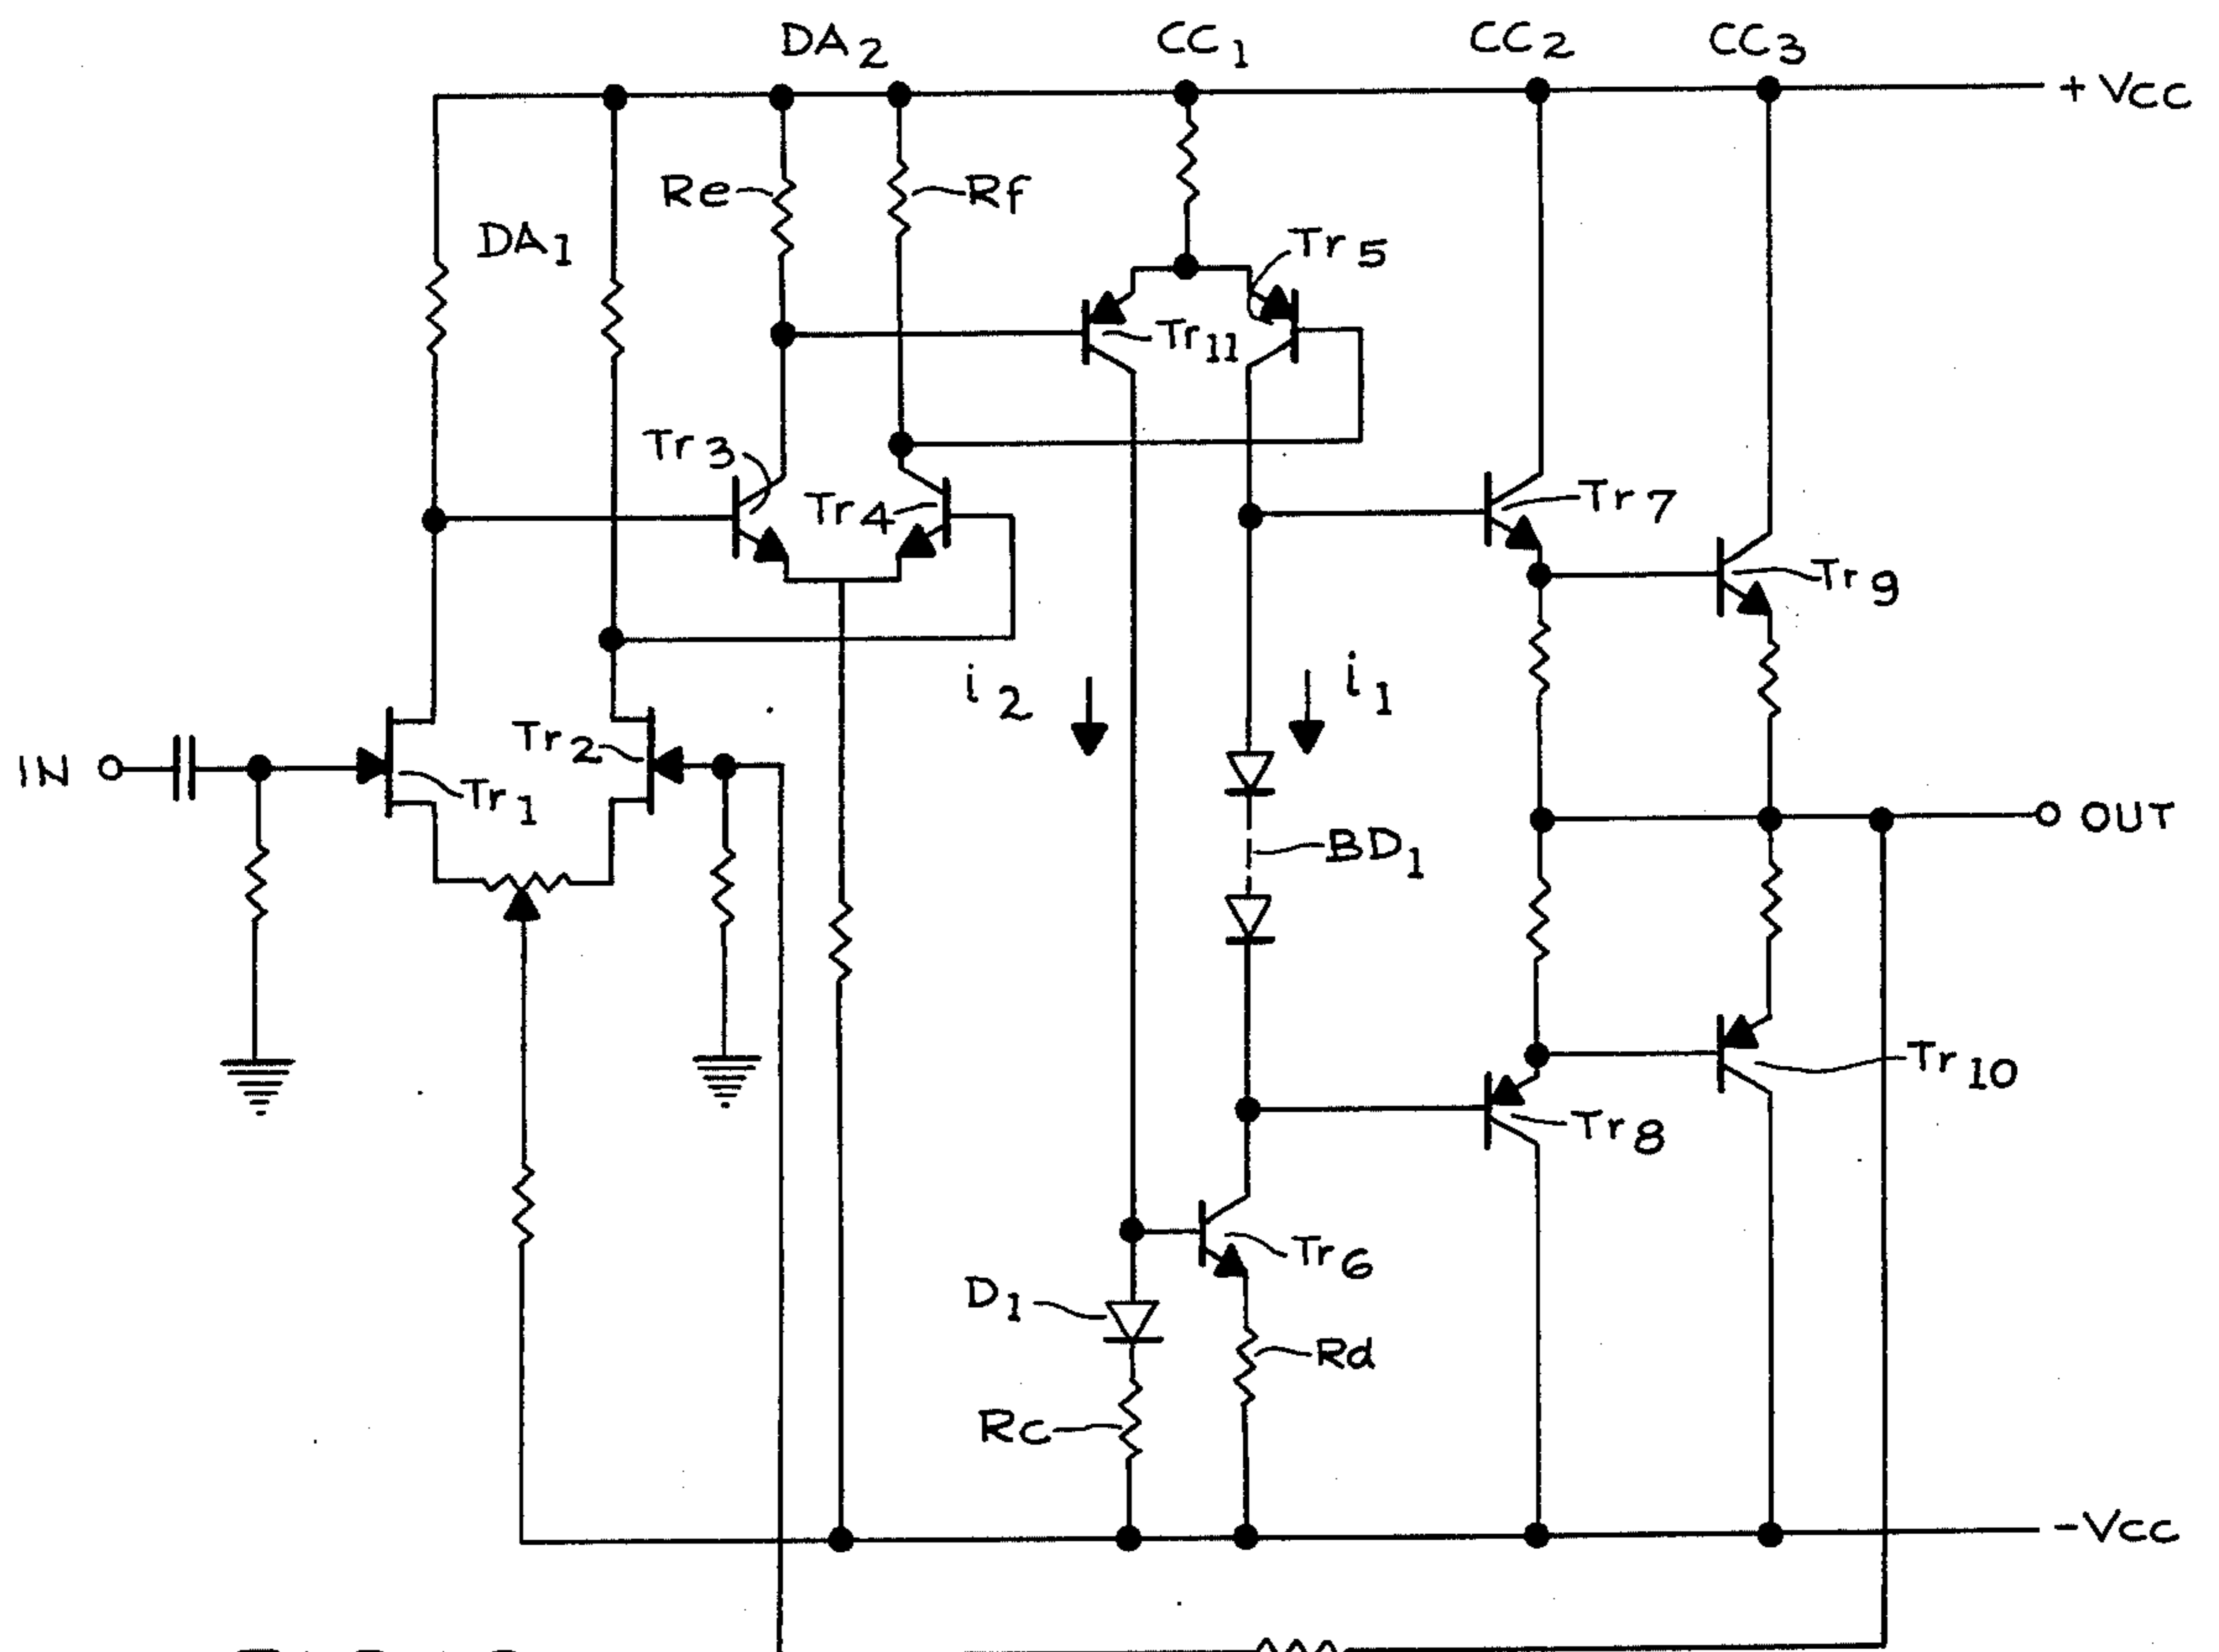 DA2
CC1
CC2
CC3
+ Vcc
Re
Rf
DA1
Tr5
Tr11
Tr3
Tr4
Tr7
Tr9
i2
i1
IN
Tr1
Tr2
OUT
BD1
Tr10
Tr8
Tr6
D1
Rd
Rc
-Vcc